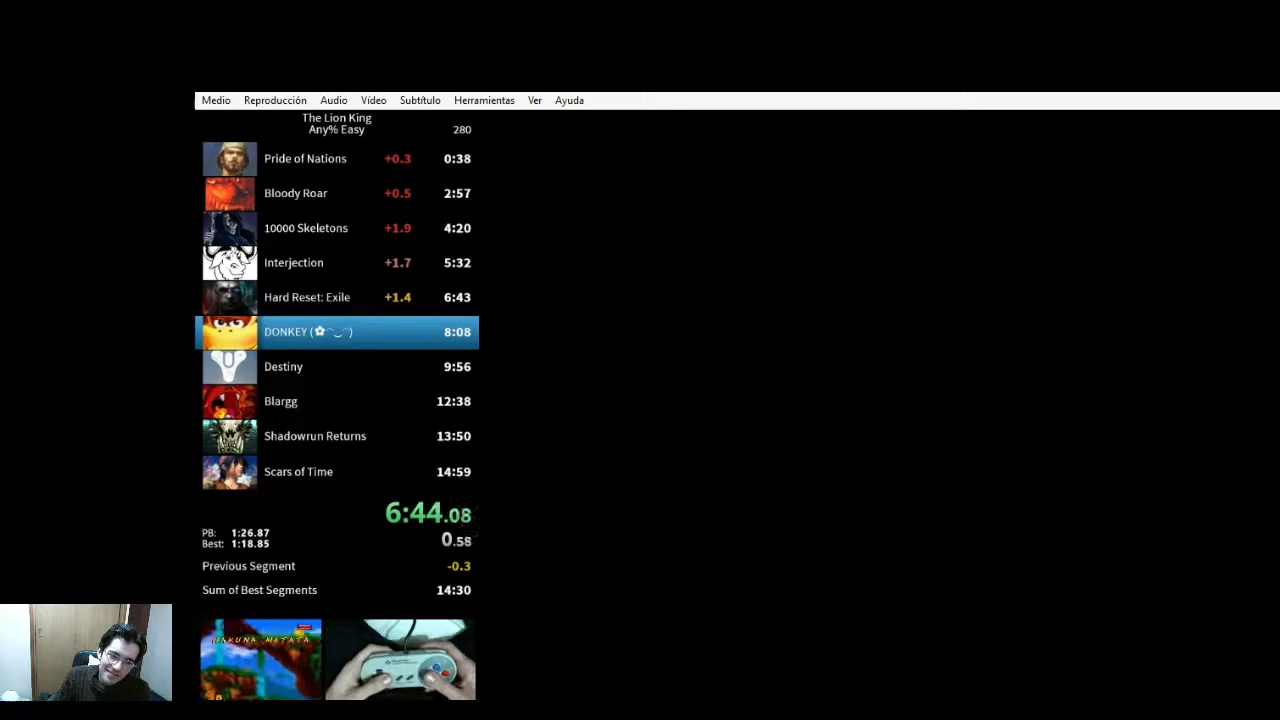 Medio Reproducción Audio Vídeo Subtítulo Herramientas Ver Ayuda
The Lion King
Any% Easy 280
Pride of Nations +0.3 0:38
Bloody Roar +0.5 2:57
10000 Skeletons +1.9 4:20
Interjection +1.7 5:32
Hard Reset: Exile +1.4 6:43
DONKEY (✿◠‿◠) 8:08
Destiny 9:56
Blargg 12:38
Shadowrun Returns 13:50
Scars of Time 14:59
6:44.08
PB: 1:26.87
Best: 1:18.85
0.58
Previous Segment -0.3
Sum of Best Segments 14:30
HAKUNA MATATA